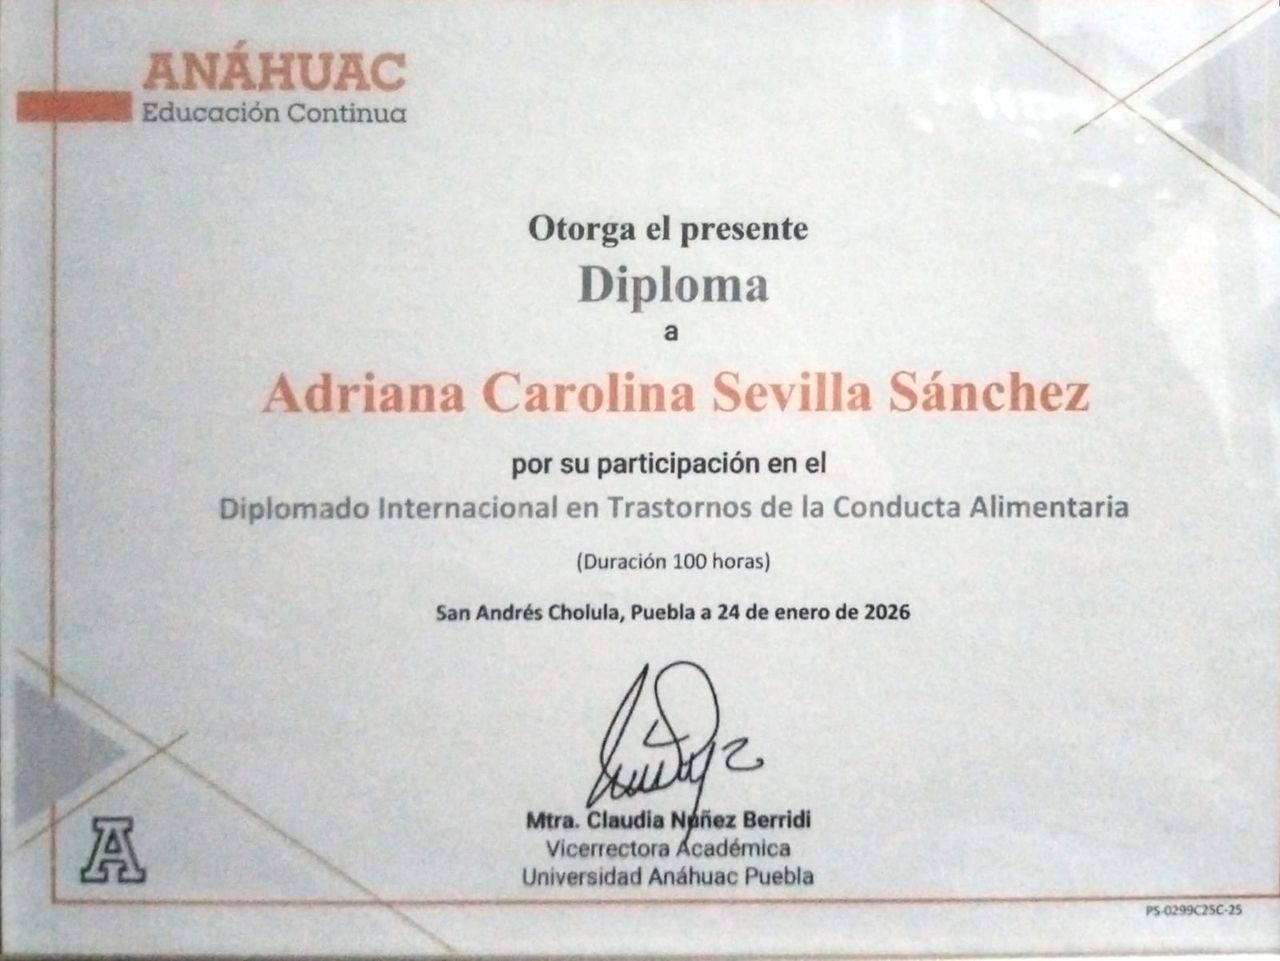 ANÁHUAC
Educación Continua
Otorga el presente
Diploma
a
Adriana Carolina Sevilla Sánchez
por su participación en el
Diplomado Internacional en Trastornos de la Conducta Alimentaria
(Duración 100 horas)
San Andrés Cholula, Puebla a 24 de enero de 2026
Mtra. Claudia Núñez Berridi
Vicerrectora Académica
Universidad Anáhuac Puebla
A
PS-0299C25C-25